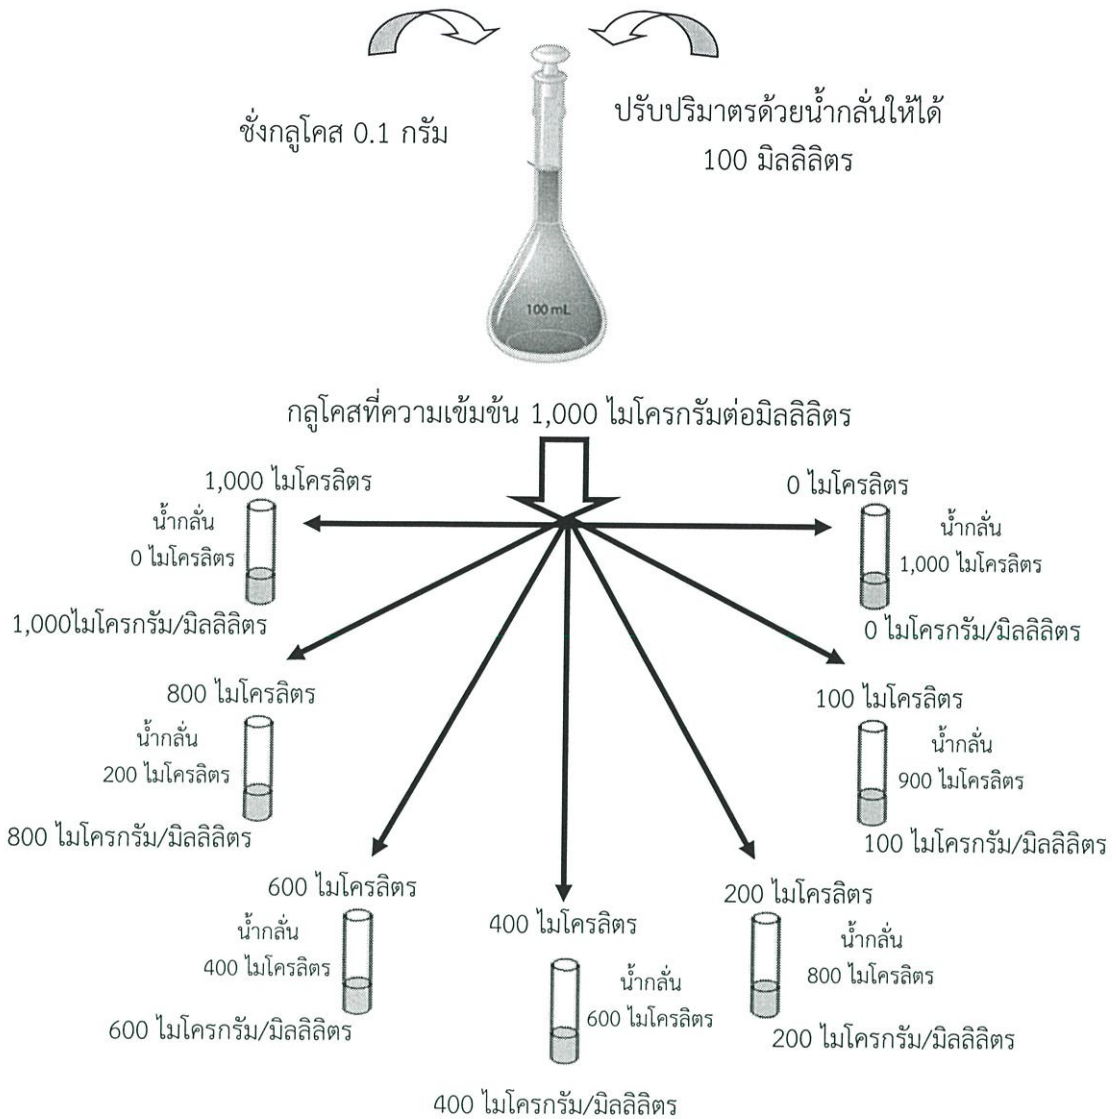 ชั่งกลูโคส 0.1 กรัม
ปรับปริมาตรด้วยน้ำกลั่นให้ได้
100 มิลลิลิตร
100 mL
กลูโคสที่ความเข้มข้น 1,000 ไมโครกรัมต่อมิลลิลิตร
1,000 ไมโครลิตร
น้ำกลั่น
0 ไมโครลิตร
1,000ไมโครกรัม/มิลลิลิตร
0 ไมโครลิตร
น้ำกลั่น
1,000 ไมโครลิตร
0 ไมโครกรัม/มิลลิลิตร
800 ไมโครลิตร
น้ำกลั่น
200 ไมโครลิตร
800 ไมโครกรัม/มิลลิลิตร
100 ไมโครลิตร
น้ำกลั่น
900 ไมโครลิตร
100 ไมโครกรัม/มิลลิลิตร
600 ไมโครลิตร
น้ำกลั่น
400 ไมโครลิตร
600 ไมโครกรัม/มิลลิลิตร
400 ไมโครลิตร
น้ำกลั่น
600 ไมโครลิตร
400 ไมโครกรัม/มิลลิลิตร
200 ไมโครลิตร
น้ำกลั่น
800 ไมโครลิตร
200 ไมโครกรัม/มิลลิลิตร